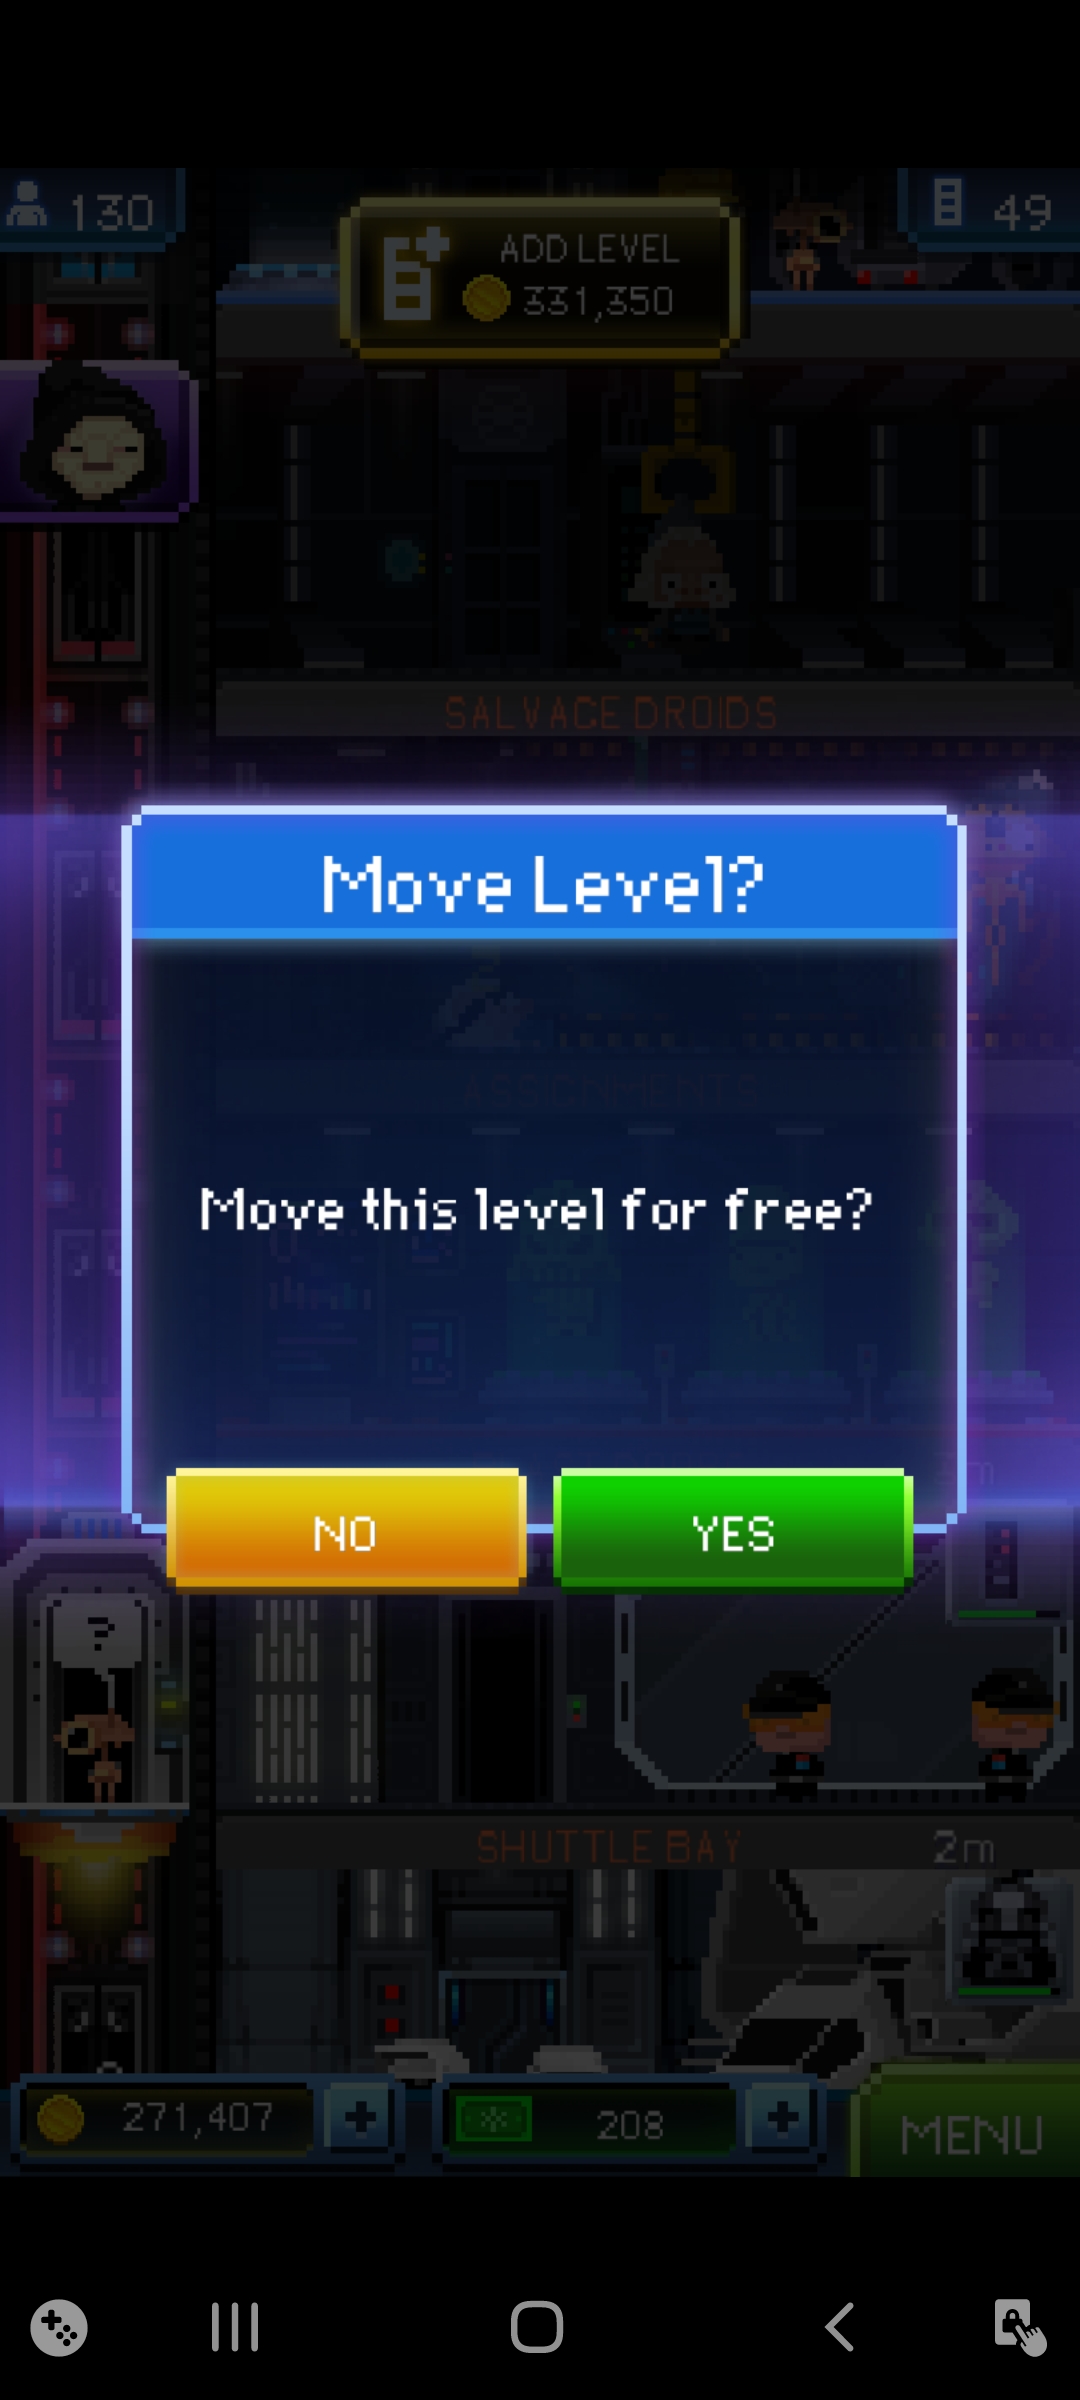 130
ADD LEVEL
331,350
49
SALVAGE DROIDS
Move Level?
ASSIGNMENTS
Move this level for free?
NO
YES
?
SHUTTLE BAY
2m
271,407
+
208
+
MENU